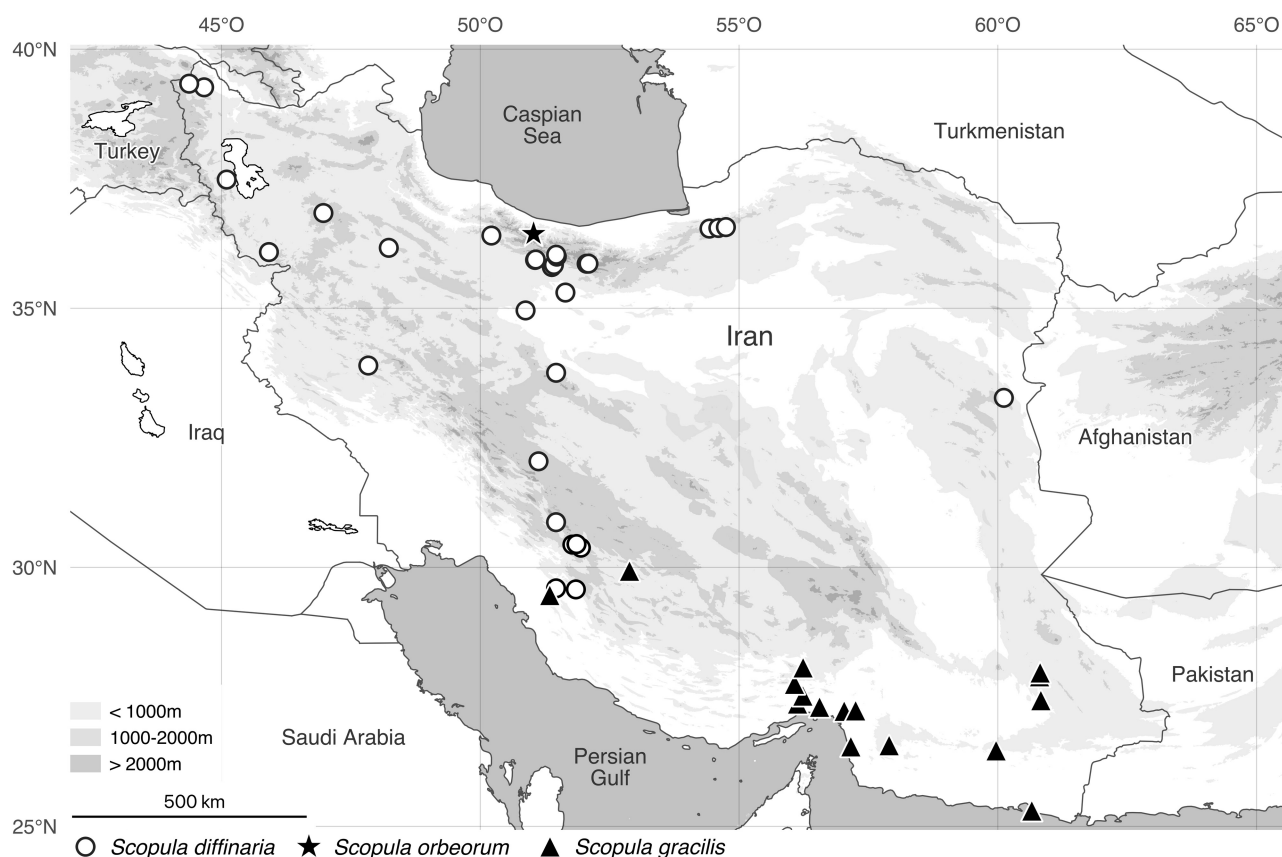 45°O 50°O 55°O 60°O 65°O
40°N
Caspian
Sea
Turkmenistan
Turkey
35°N
Iran
Iraq
Afghanistan
30°N
Pakistan
< 1000m
1000-2000m
> 2000m
Saudi Arabia
Persian
Gulf
500 km
25°N
Scopula diffinaria Scopula orbeorum Scopula gracilis